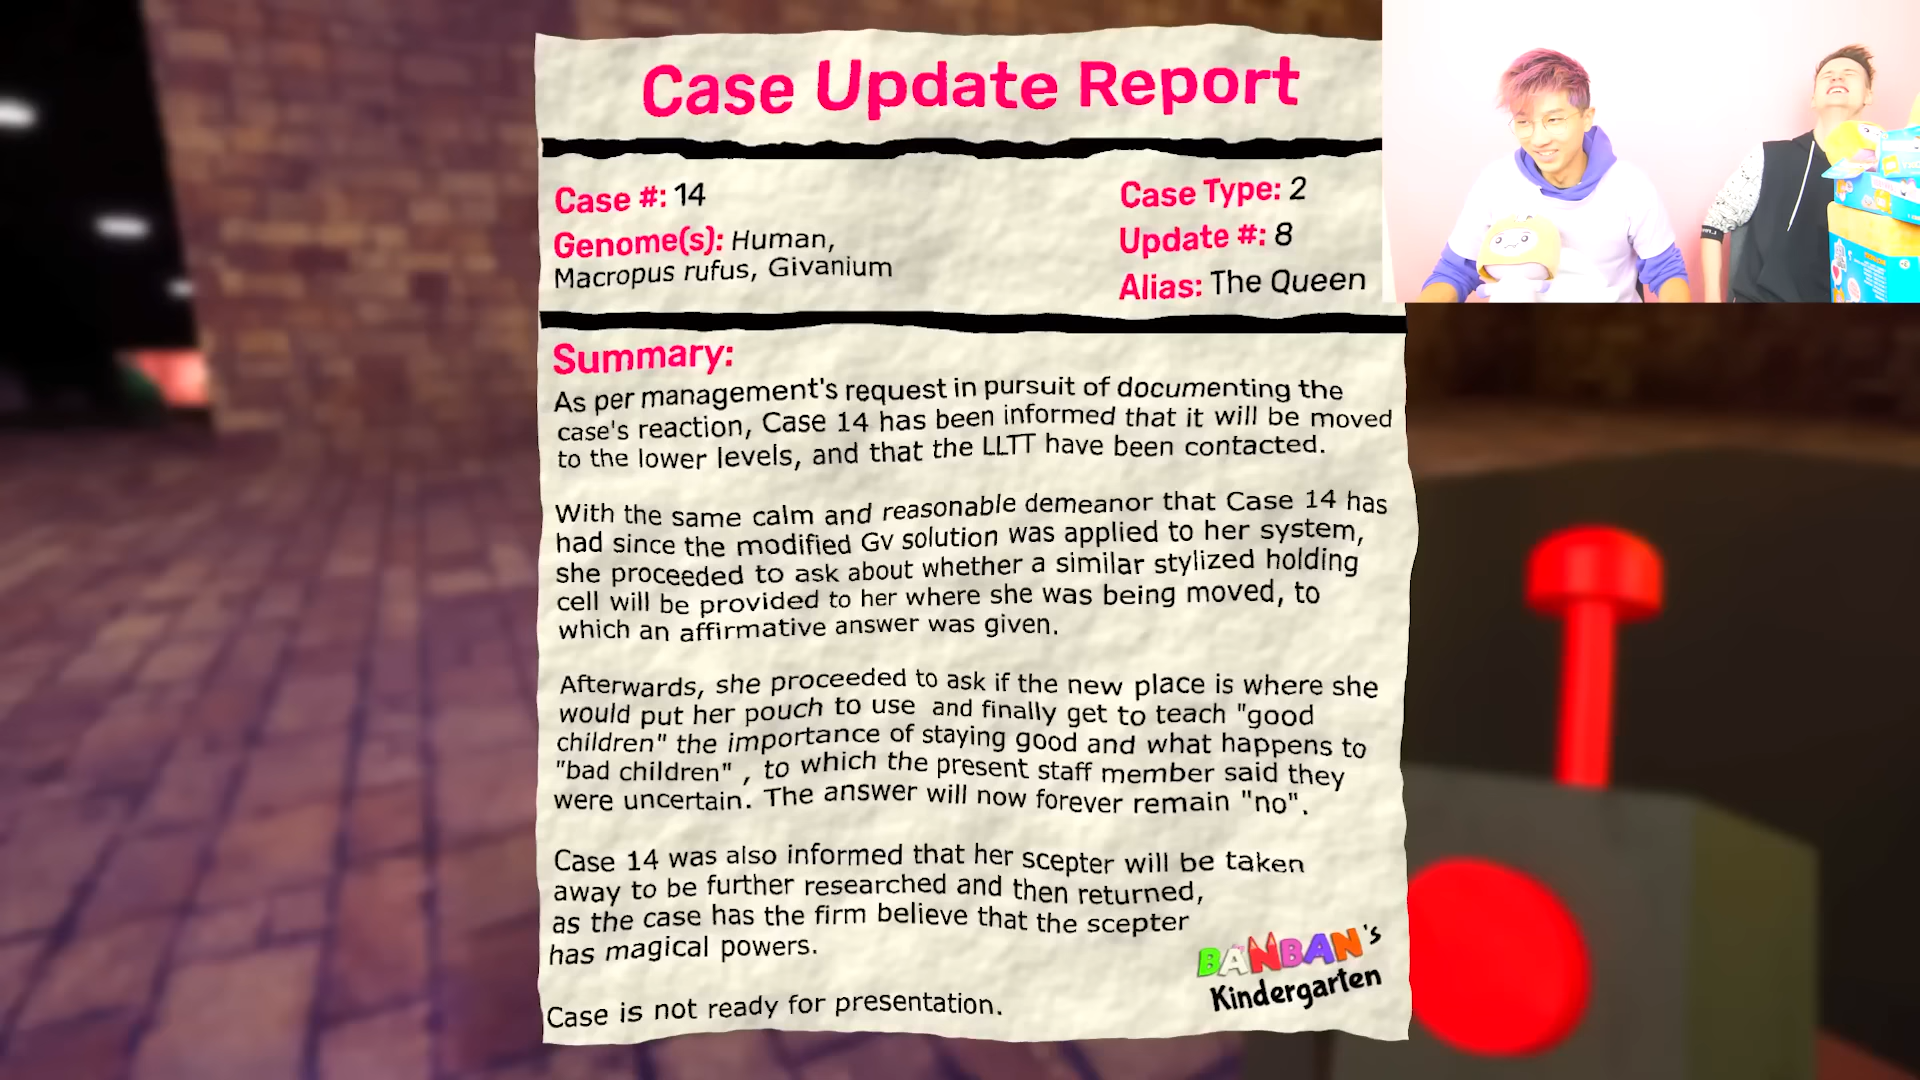 Case Update Report
Case #: 14
Genome(s): Human,
Macropus rufus, Givanium
Case Type: 2
Update #: 8
Alias: The Queen
Summary:
As per management's request in pursuit of documenting the
case's reaction, Case 14 has been informed that it will be moved
to the lower levels, and that the LLTT have been contacted.
With the same calm and reasonable demeanor that Case 14 has
had since the modified Gv solution was applied to her system,
she proceeded to ask about whether a similar stylized holding
cell will be provided to her where she was being moved, to
which an affirmative answer was given.
Afterwards, she proceeded to ask if the new place is where she
would put her pouch to use and finally get to teach "good
children" the importance of staying good and what happens to
"bad children" , to which the present staff member said they
were uncertain. The answer will now forever remain "no".
Case 14 was also informed that her scepter will be taken
away to be further researched and then returned,
as the case has the firm believe that the scepter
has magical powers.
Case is not ready for presentation.
BANBAN's
Kindergarten